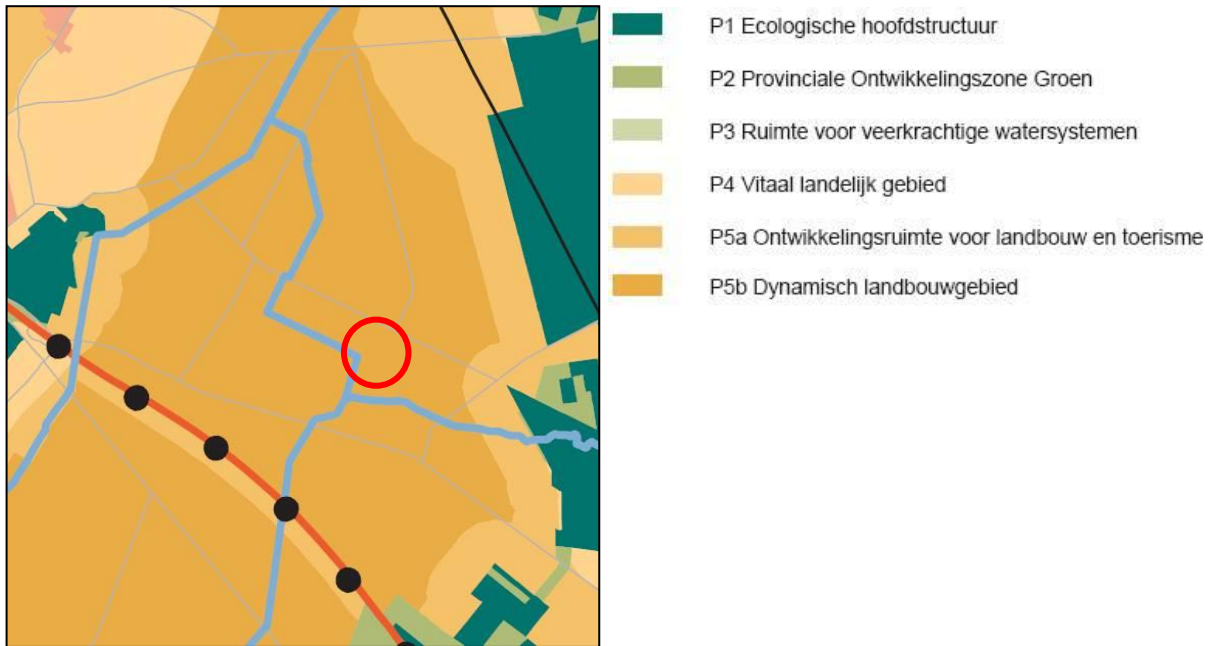 P1 Ecologische hoofdstructuur
P2 Provinciale Ontwikkelingszone Groen
P3 Ruimte voor veerkrachtige watersystemen
P4 Vitaal landelijk gebied
P5a Ontwikkelingsruimte voor landbouw en toerisme
P5b Dynamisch landbouwgebied